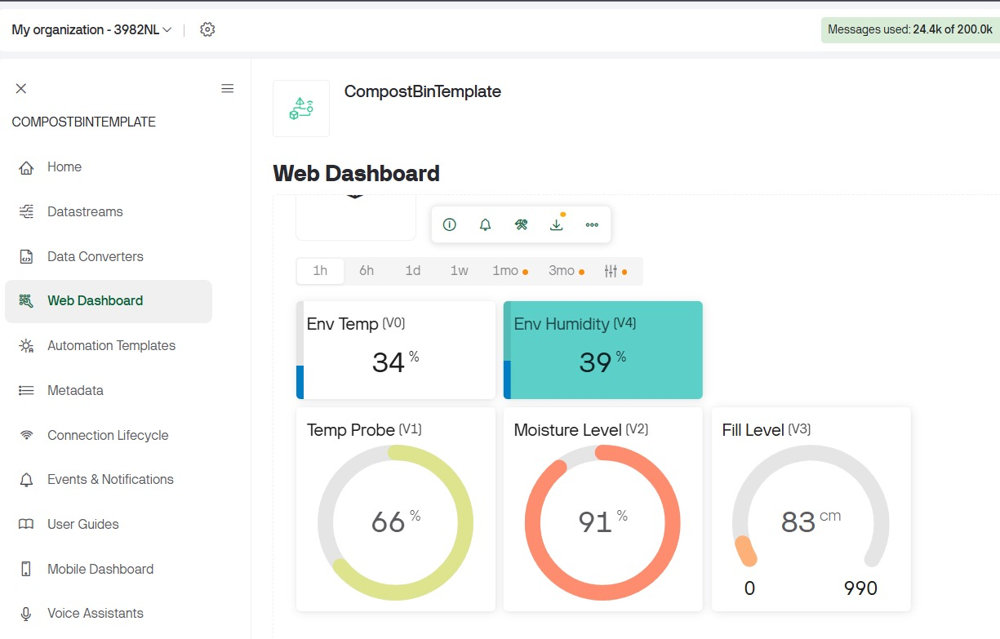 My organization - 3982NL
Messages used: 24.4k of 200.0k
COMPOSTBINTEMPLATE
Home
Datastreams
Data Converters
Web Dashboard
Automation Templates
Metadata
Connection Lifecycle
Events & Notifications
User Guides
Mobile Dashboard
Voice Assistants
CompostBinTemplate
Web Dashboard
1h 6h 1d 1w 1mo 3mo
Env Temp (V0)
34 %
Env Humidity (V4)
39 %
Temp Probe (V1)
66 %
Moisture Level (V2)
91 %
Fill Level (V3)
83 cm
0 990